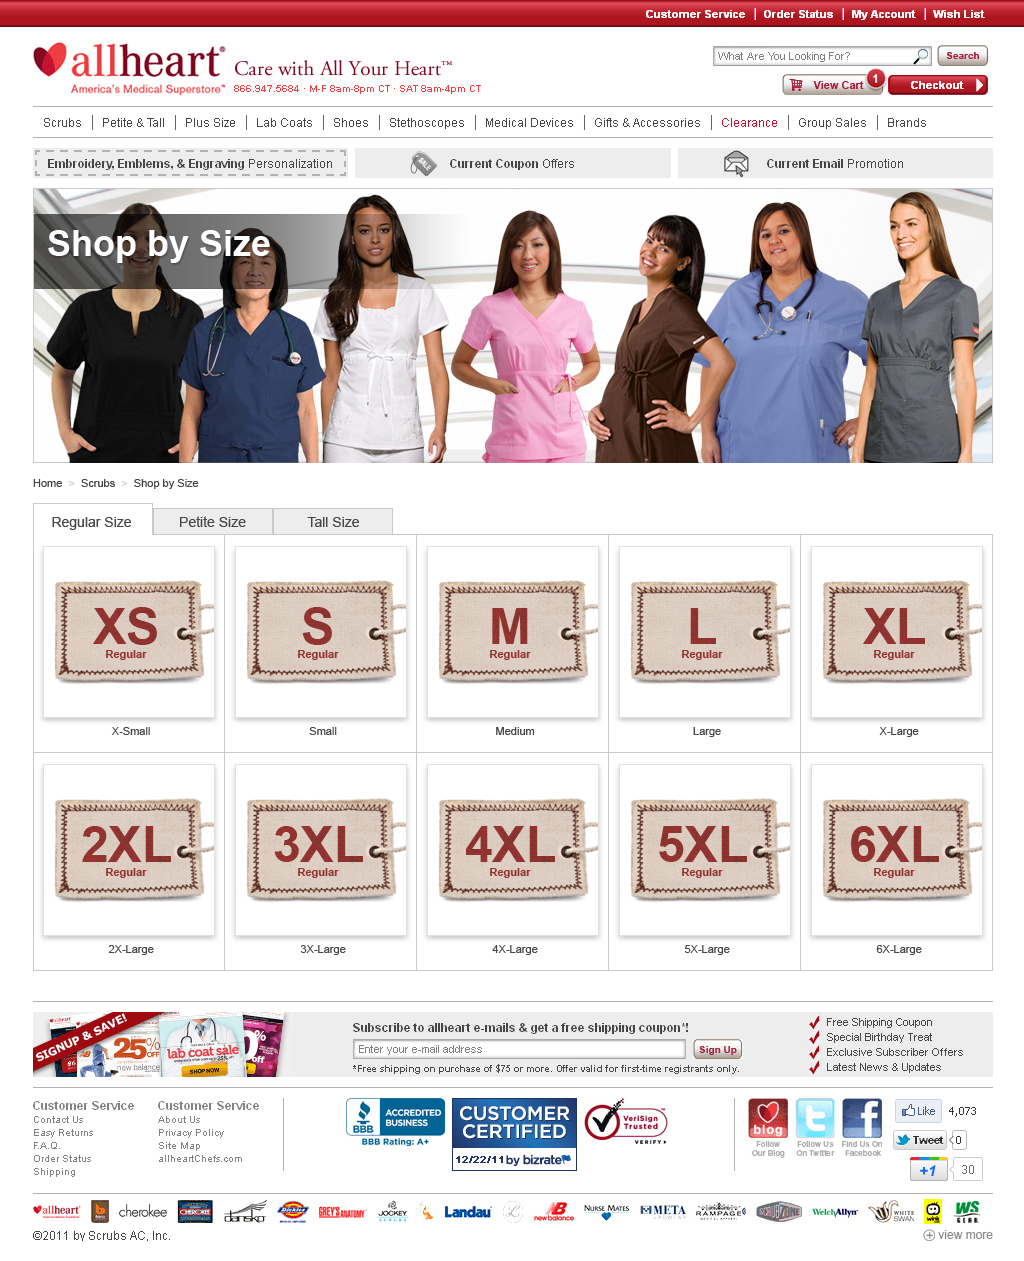 Customer Service | Order Status | My Account | Wish List
allheart® Care with All Your Heart™
America's Medical Superstore™ 866.947.5684 · M-F 8am-8pm CT · SAT 8am-4pm CT
What Are You Looking For? Search
View Cart 1 Checkout
Scrubs | Petite & Tall | Plus Size | Lab Coats | Shoes | Stethoscopes | Medical Devices | Gifts & Accessories | Clearance | Group Sales | Brands
Embroidery, Emblems, & Engraving Personalization
SALE Current Coupon Offers
Current Email Promotion
Shop by Size
Home > Scrubs > Shop by Size
Regular Size Petite Size Tall Size
XS S M L XL
Regular Regular Regular Regular Regular
X-Small Small Medium Large X-Large
2XL 3XL 4XL 5XL 6XL
Regular Regular Regular Regular Regular
2X-Large 3X-Large 4X-Large 5X-Large 6X-Large
SIGNUP & SAVE!
allheart
25% OFF
new balance
lab coat sale
SHOP NOW
Subscribe to allheart e-mails & get a free shipping coupon*!
Enter your e-mail address Sign Up
*Free shipping on purchase of $75 or more. Offer valid for first-time registrants only.
Free Shipping Coupon
Special Birthday Treat
Exclusive Subscriber Offers
Latest News & Updates
Customer Service
Contact Us
Easy Returns
F.A.Q.
Order Status
Shipping
Customer Service
About Us
Privacy Policy
Site Map
allheartChefs.com
BBB ACCREDITED BUSINESS
BBB Rating: A+
CUSTOMER CERTIFIED
12/22/11 by bizrate
VeriSign Trusted
VERIFY
blog
Follow Our Blog
Follow Us On Twitter
Find Us On Facebook
Like 4,073
Tweet 0
+1 30
allheart cherokee CHEROKEE dansko Dickies GREY'S ANATOMY JOCKEY SCRUBS Landau new balance NURSE MATES META RAMPAGE SCRUBZONE WelchAllyn WHITE SWAN wink WS GEAR
©2011 by Scrubs AC, Inc.
view more